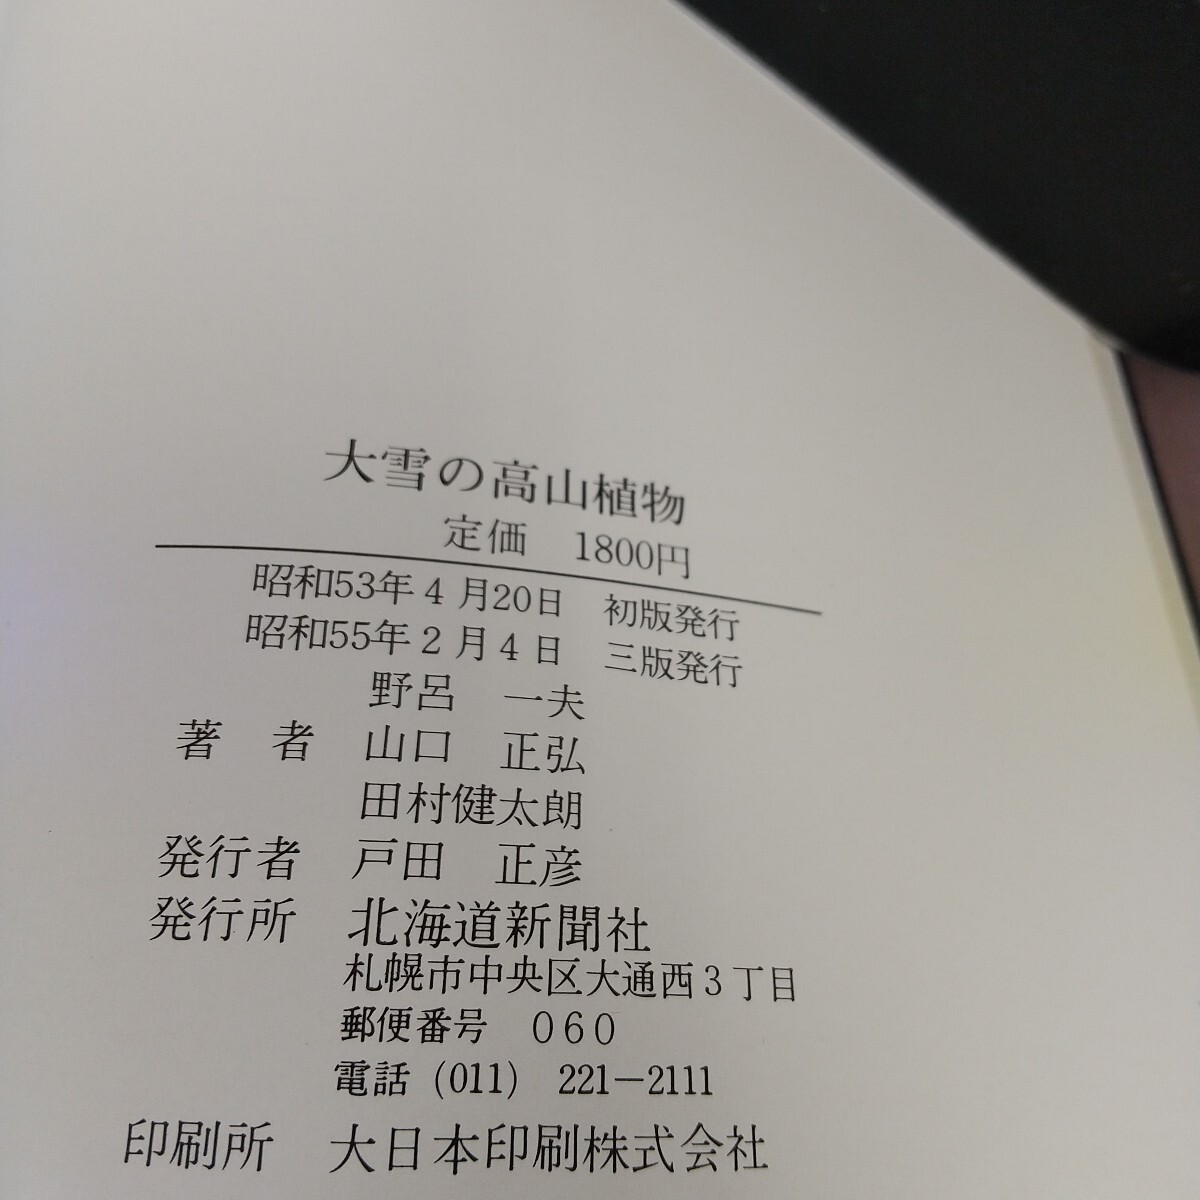 大雪の高山植物
定価　1800円
昭和53年4月20日　初版発行
昭和55年2月4日　三版発行
野呂　一夫
著　者　山口　正弘
田村健太朗
発行者　戸田　正彦
発行所　北海道新聞社
札幌市中央区大通西3丁目
郵便番号　060
電話（011）　221－2111
印刷所　大日本印刷株式会社